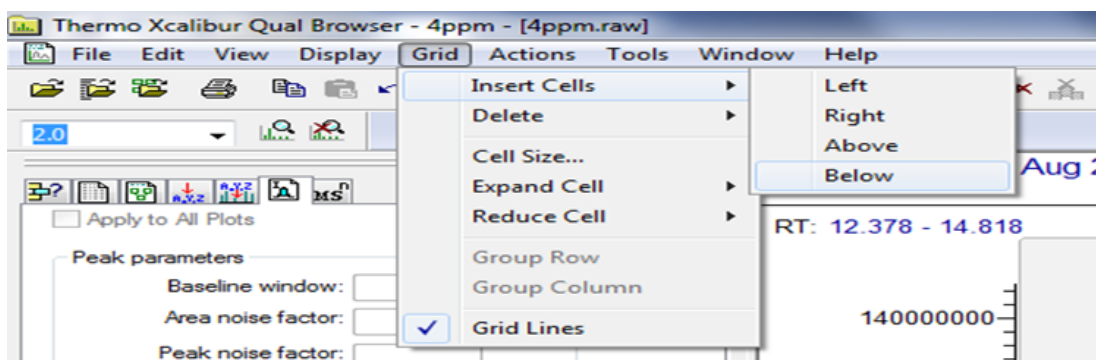 Thermo Xcalibur Qual Browser - 4ppm - [4ppm.raw]
File Edit View Display Grid Actions Tools Window Help
2.0
Insert Cells
Delete
Cell Size...
Expand Cell
Reduce Cell
Group Row
Group Column
Grid Lines
Left
Right
Above
Below
Apply to All Plots
Peak parameters
Baseline window:
Area noise factor:
Peak noise factor:
Aug
RT: 12.378 - 14.818
140000000